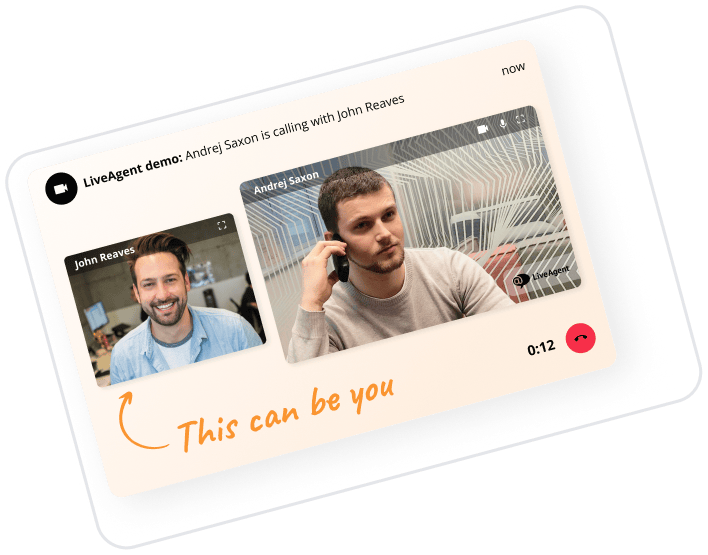 now
LiveAgent demo: Andrej Saxon is calling with John Reaves
Andrej Saxon
John Reaves
LiveAgent
0:12
This can be you